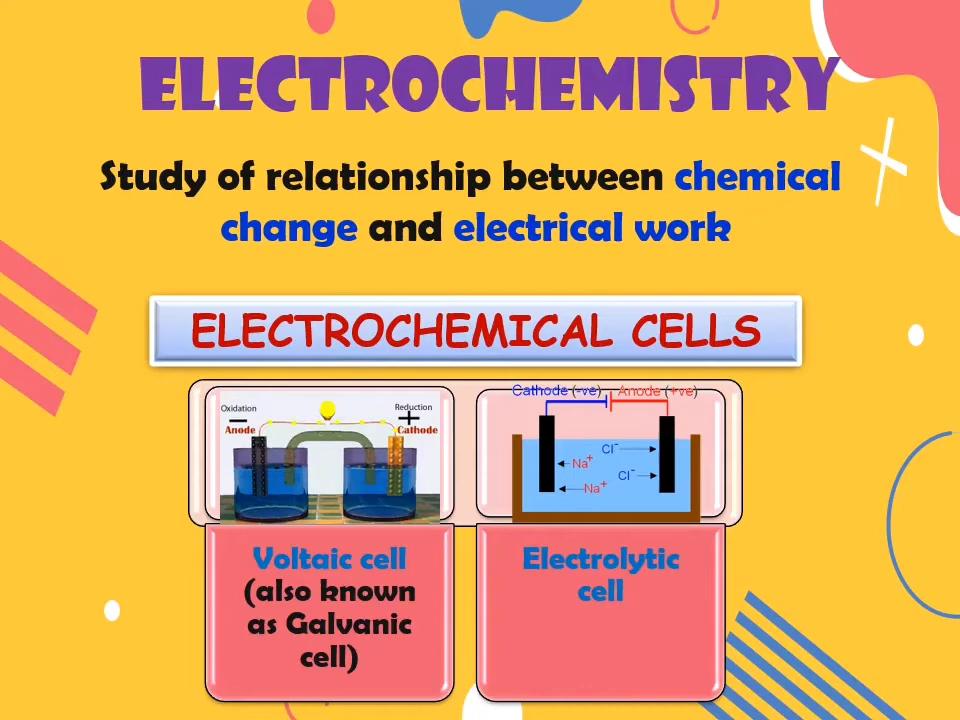 ELECTROCHEMISTRY
Study of relationship between chemical
change and electrical work
ELECTROCHEMICAL CELLS
Oxidation
−
Anode
Reduction
+
Cathode
Cathode (-ve)
Anode (+ve)
Cl-
Na+
Cl-
Na+
Voltaic cell
(also known
as Galvanic
cell)
Electrolytic
cell